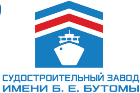 СУДОСТРОИТЕЛЬНЫЙ ЗАВОД
ИМЕНИ Б. Е. БУТОМЫ